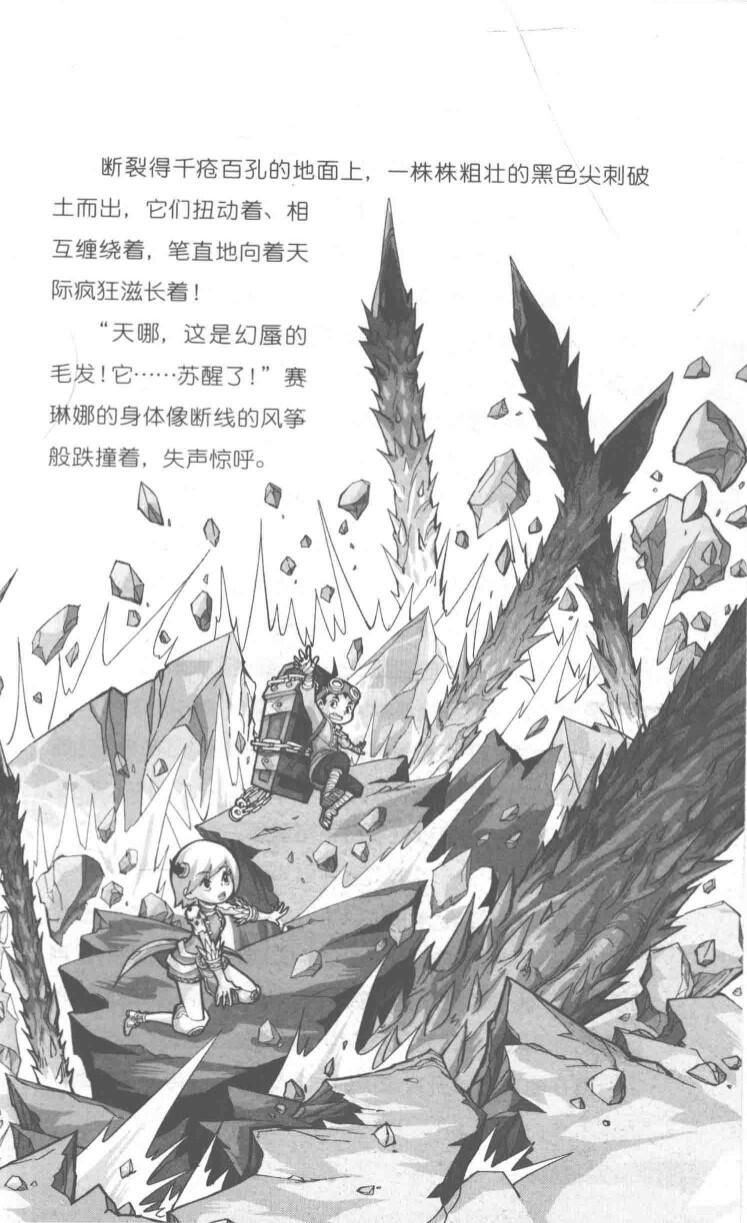 断裂得千疮百孔的地面上，一株株粗壮的黑色尖刺破
土而出，它们扭动着、相
互缠绕着，笔直地向着天
际疯狂滋长着！
“天哪，这是幻蜃的
毛发！它……苏醒了！”赛
琳娜的身体像断线的风筝
般跌撞着，失声惊呼。